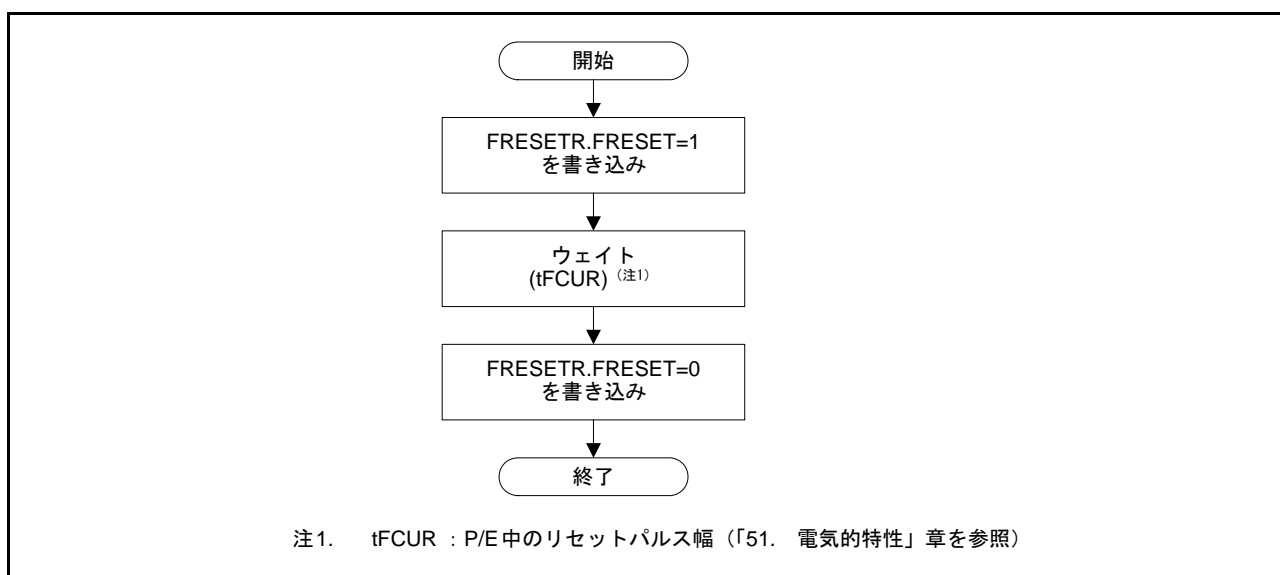 開始
FRESETR.FRESET=1
を書き込み
ウェイト
(tFCUR)（注1）
FRESETR.FRESET=0
を書き込み
終了
注1. tFCUR ：P/E中のリセットパルス幅（「51. 電気的特性」章を参照）